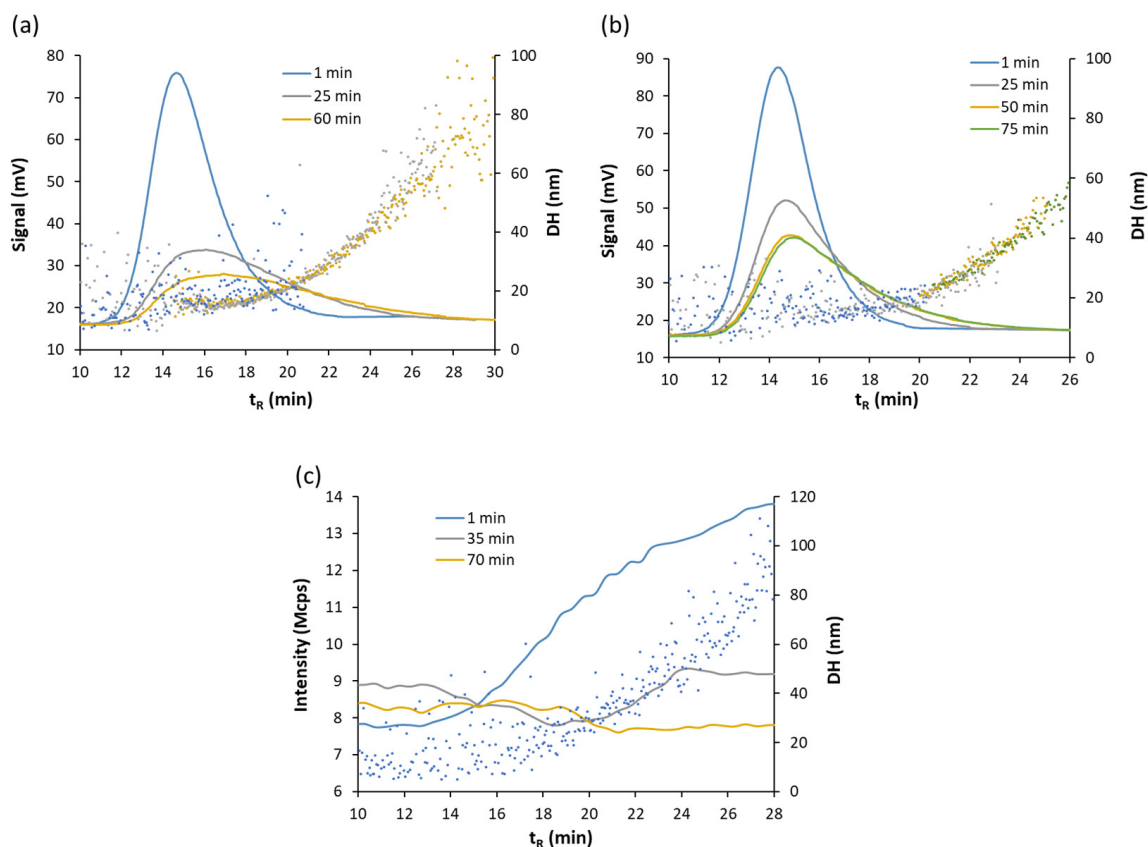 (a)
80
70
60
50
40
30
20
10
Signal (mV)
1 min
25 min
60 min
100
80
60
40
20
0
DH (nm)
10 12 14 16 18 20 22 24 26 28 30
tR (min)
(b)
90
80
70
60
50
40
30
20
10
Signal (mV)
1 min
25 min
50 min
75 min
100
80
60
40
20
0
DH (nm)
10 12 14 16 18 20 22 24 26
tR (min)
(c)
14
13
12
11
10
9
8
7
6
Intensity (Mcps)
1 min
35 min
70 min
120
100
80
60
40
20
0
DH (nm)
10 12 14 16 18 20 22 24 26 28
tR (min)